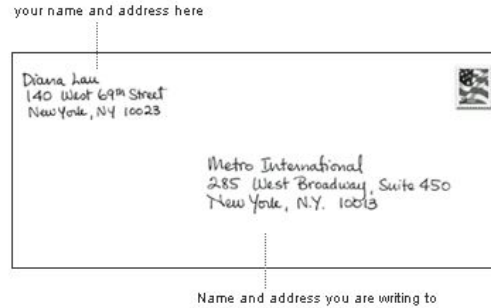 your name and address here
Diana Lau
140 West 69th Street
New York, NY 10023
Metro International
285 West Broadway, Suite 450
New York, N.Y. 10013
Name and address you are writing to